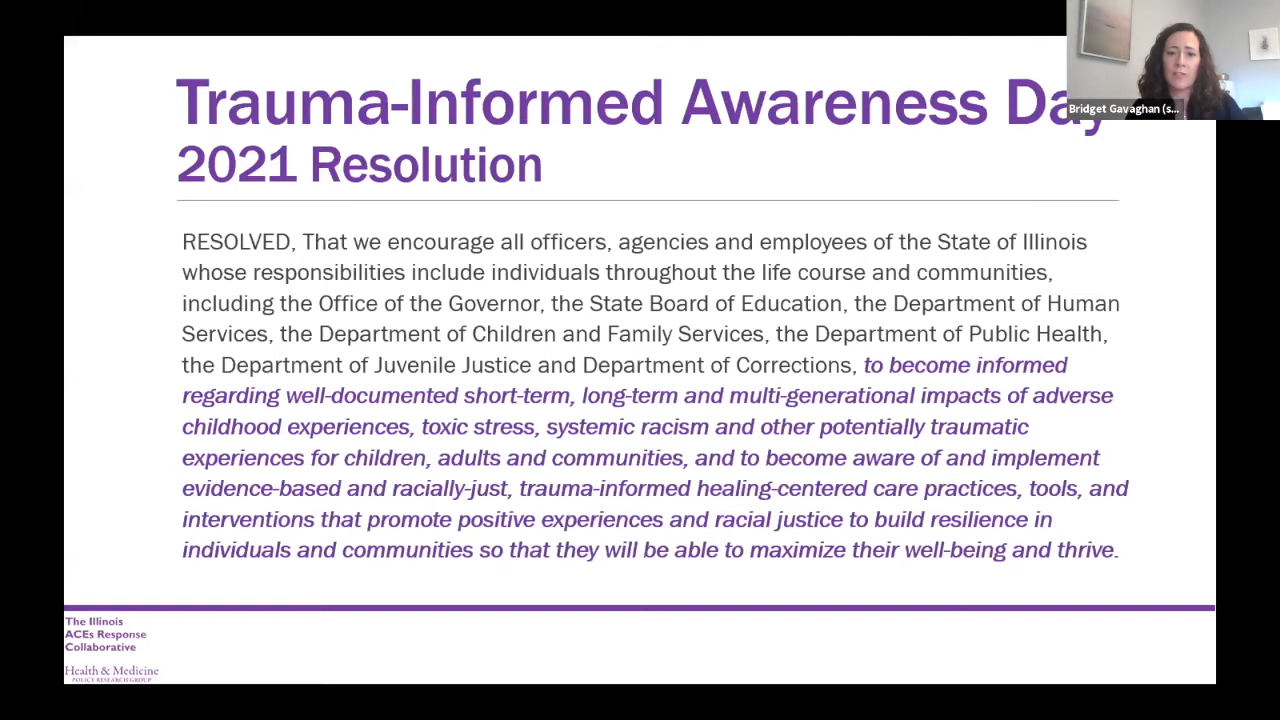 Trauma-Informed Awareness Day
2021 Resolution
Bridget Gavaghan (s...
RESOLVED, That we encourage all officers, agencies and employees of the State of Illinois
whose responsibilities include individuals throughout the life course and communities,
including the Office of the Governor, the State Board of Education, the Department of Human
Services, the Department of Children and Family Services, the Department of Public Health,
the Department of Juvenile Justice and Department of Corrections, to become informed
regarding well-documented short-term, long-term and multi-generational impacts of adverse
childhood experiences, toxic stress, systemic racism and other potentially traumatic
experiences for children, adults and communities, and to become aware of and implement
evidence-based and racially-just, trauma-informed healing-centered care practices, tools, and
interventions that promote positive experiences and racial justice to build resilience in
individuals and communities so that they will be able to maximize their well-being and thrive.
The Illinois
ACEs Response
Collaborative
Health & Medicine
POLICY RESEARCH GROUP